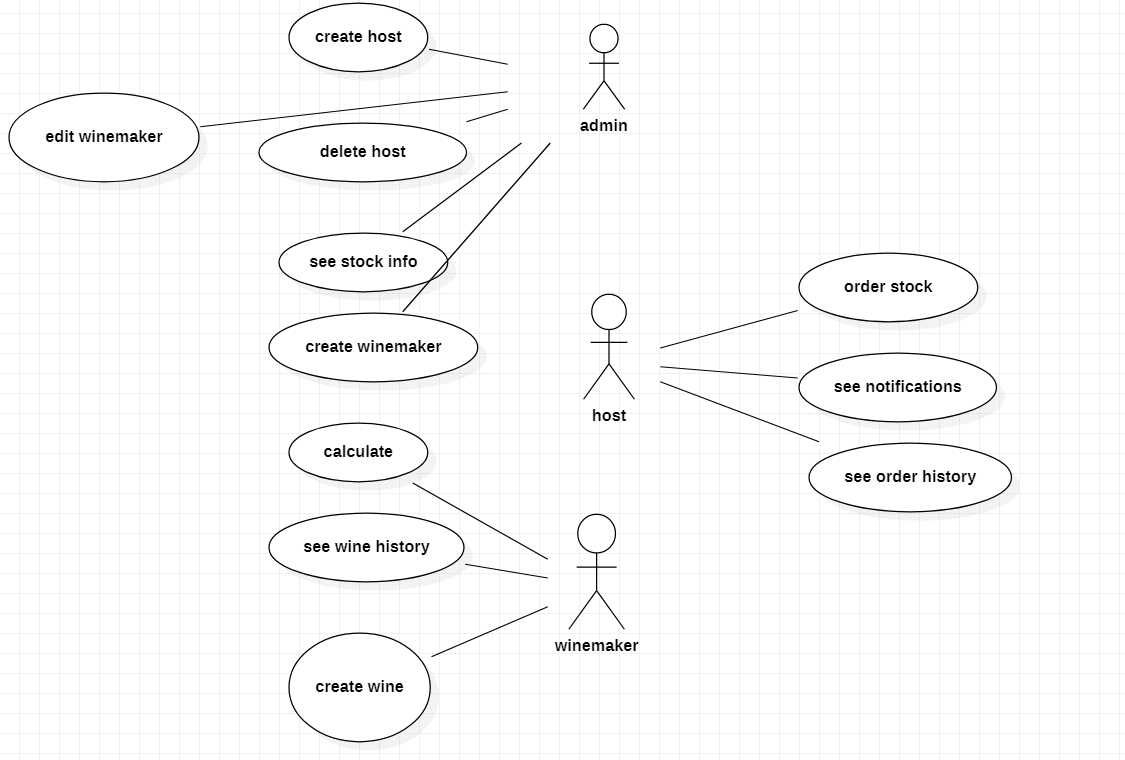 create host
admin
edit winemaker
delete host
see stock info
order stock
create winemaker
see notifications
host
calculate
see order history
see wine history
winemaker
create wine